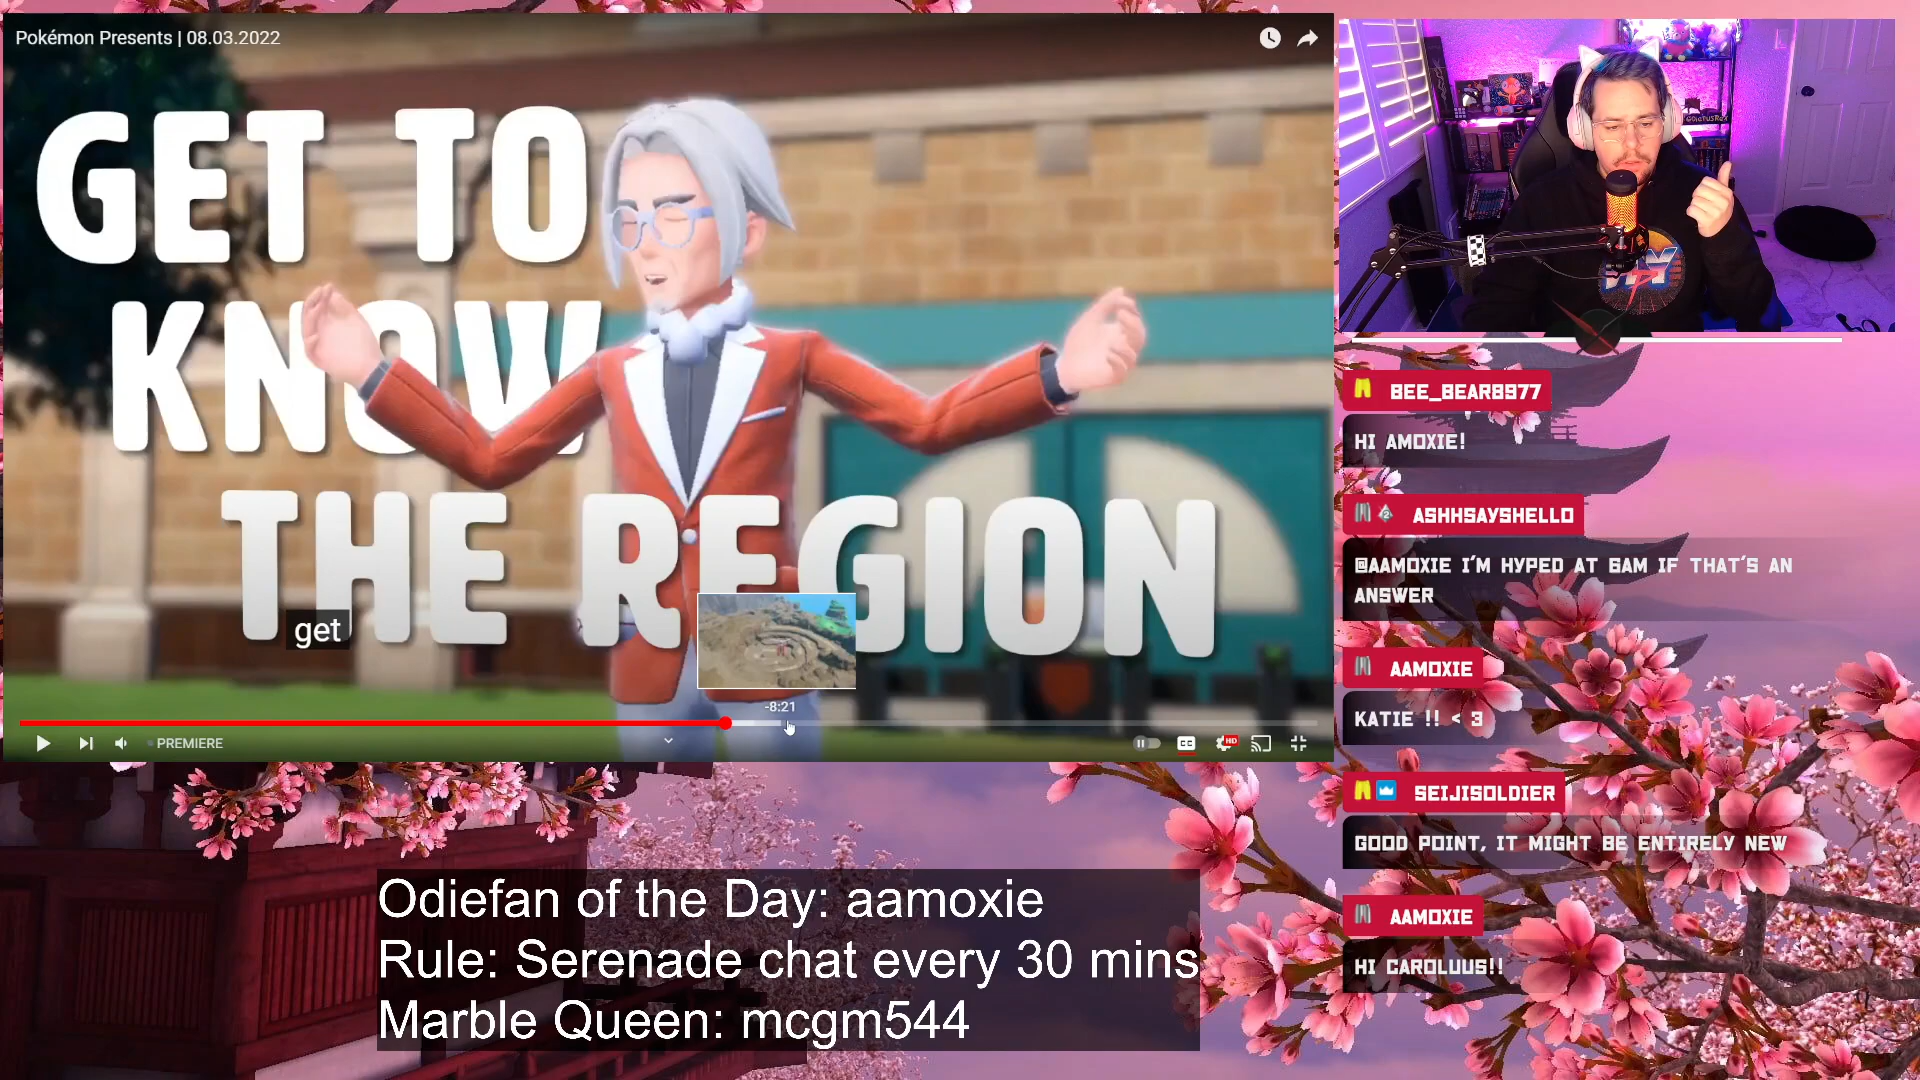 Pokémon Presents | 08.03.2022
GET TO
KNOW
THE REGION
get
-8:21
PREMIERE
CC
HD
BEE_BEAR8977
HI AMOXIE!
ASHHSAYSHELLO
@AAMOXIE I'M HYPED AT 6AM IF THAT'S AN
ANSWER
AAMOXIE
KATIE !! < 3
SEIJISOLDIER
GOOD POINT, IT MIGHT BE ENTIRELY NEW
AAMOXIE
HI CAROLUUS!!
Odiefan of the Day: aamoxie
Rule: Serenade chat every 30 mins
Marble Queen: mcgm544